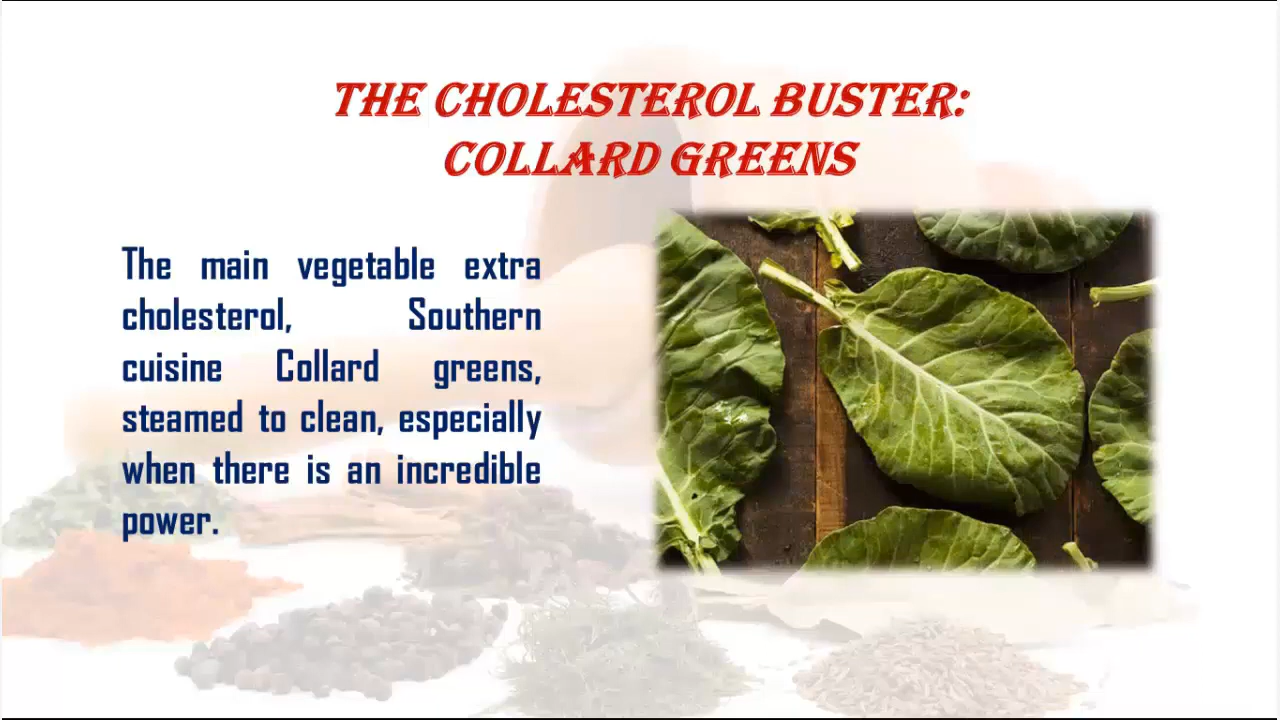 THE CHOLESTEROL BUSTER:
COLLARD GREENS
The main vegetable extra
cholesterol, Southern
cuisine Collard greens,
steamed to clean, especially
when there is an incredible
power.